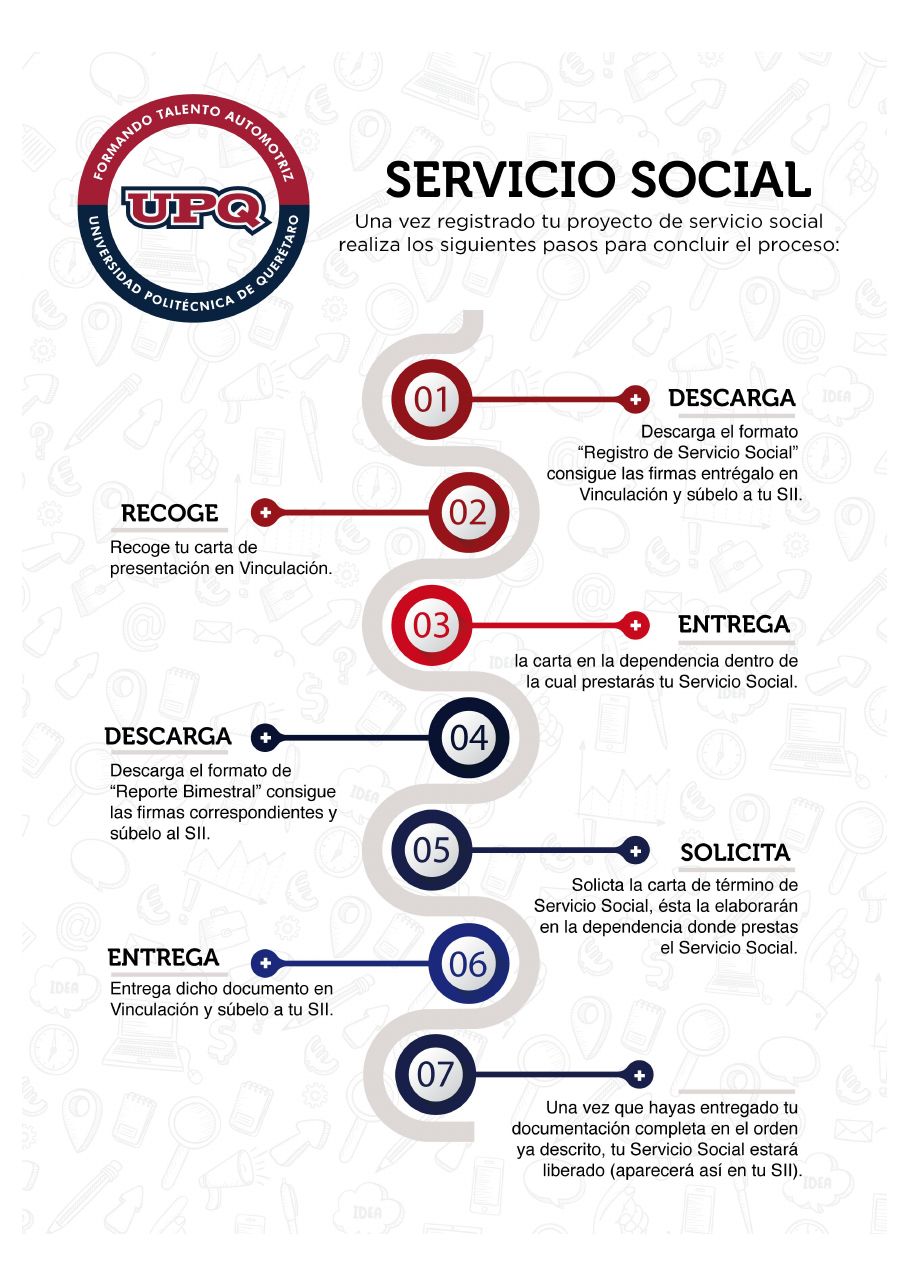 FORMANDO TALENTO AUTOMOTRIZ
UPQ
UNIVERSIDAD POLITÉCNICA DE QUERÉTARO
SERVICIO SOCIAL
Una vez registrado tu proyecto de servicio social
realiza los siguientes pasos para concluir el proceso:
01
DESCARGA
Descarga el formato
“Registro de Servicio Social”
consigue las firmas entrégalo en
Vinculación y súbelo a tu SII.
02
RECOGE
Recoge tu carta de
presentación en Vinculación.
03
ENTREGA
la carta en la dependencia dentro de
la cual prestarás tu Servicio Social.
04
DESCARGA
Descarga el formato de
“Reporte Bimestral” consigue
las firmas correspondientes y
súbelo al SII.
05
SOLICITA
Solicta la carta de término de
Servicio Social, ésta la elaborarán
en la dependencia donde prestas
el Servicio Social.
06
ENTREGA
Entrega dicho documento en
Vinculación y súbelo a tu SII.
07
Una vez que hayas entregado tu
documentación completa en el orden
ya descrito, tu Servicio Social estará
liberado (aparecerá así en tu SII).
IDEA
IDEA
IDEA
IDEA
IDEA
IDEA
IDEA